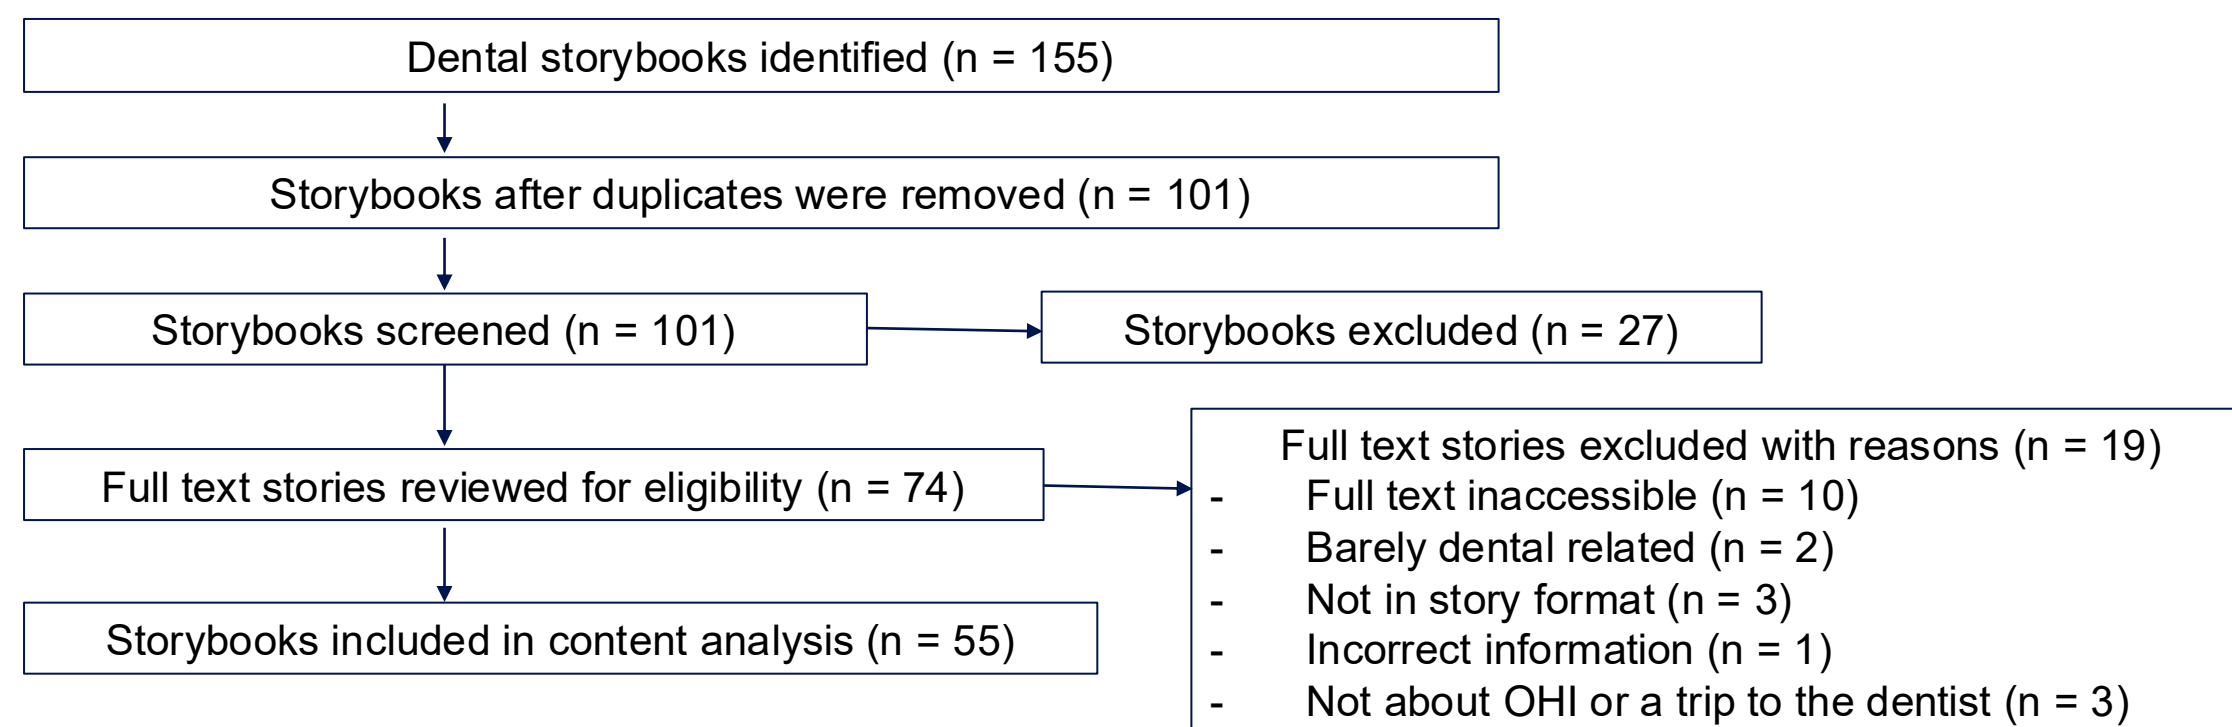 Dental storybooks identified (n = 155)
Storybooks after duplicates were removed (n = 101)
Storybooks screened (n = 101)
Storybooks excluded (n = 27)
Full text stories reviewed for eligibility (n = 74)
Full text stories excluded with reasons (n = 19)
- Full text inaccessible (n = 10)
- Barely dental related (n = 2)
- Not in story format (n = 3)
- Incorrect information (n = 1)
- Not about OHI or a trip to the dentist (n = 3)
Storybooks included in content analysis (n = 55)